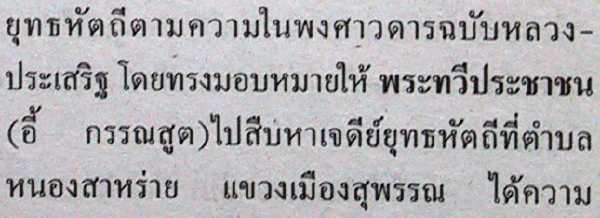 ยุทธหัตถีตามความในพงศาวดารฉบับหลวง-
ประเสริฐ โดยทรงมอบหมายให้ พระทวีประชาชน
(อี้ กรรณสูต)ไปสืบหาเจดีย์ยุทธหัตถีที่ตำบล
หนองสาหร่าย แขวงเมืองสุพรรณ ได้ความ